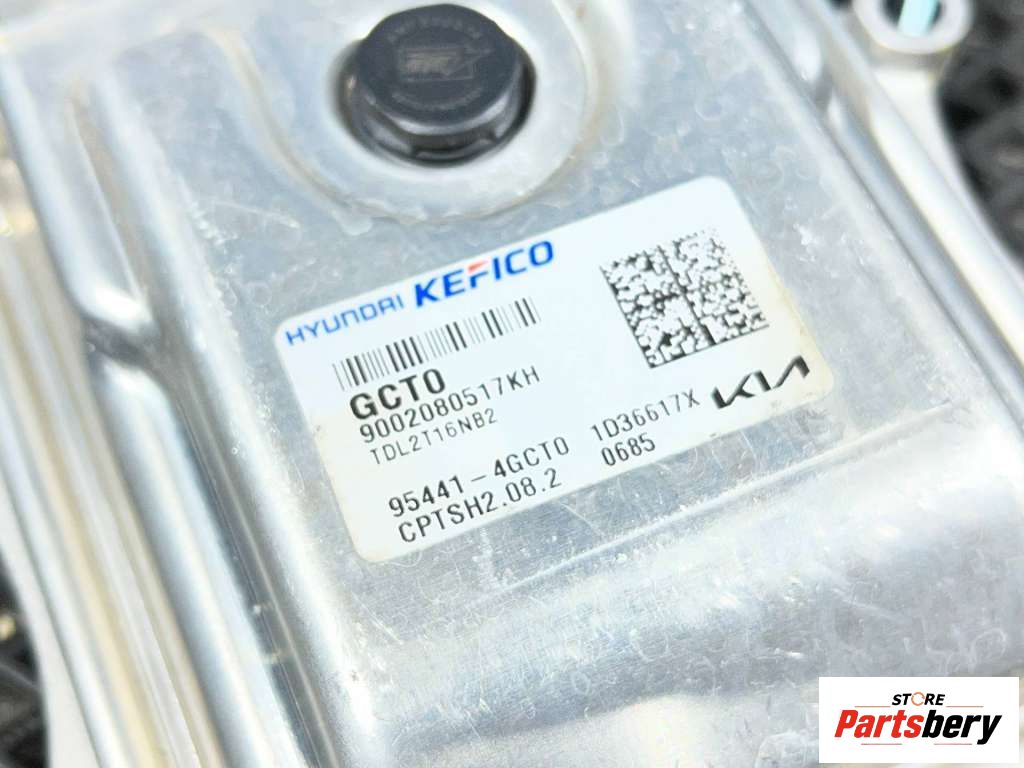 HYUNDAI KEFICO
GCT0
9002080517KH
TDL2T16NB2
95441-4GCT0 1D36617X KIA
CPTSH2.08.2 0685
STORE
Partsbery